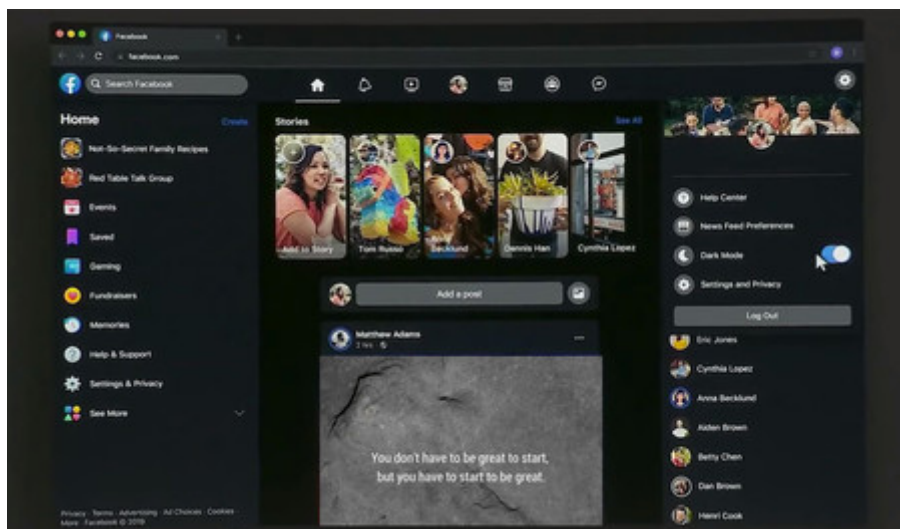 Facebook
facebook.com
Search Facebook
Home
Create
Not-So-Secret Family Recipes
Red Table Talk Group
Events
Saved
Gaming
Fundraisers
Memories
Help & Support
Settings & Privacy
See More
Privacy · Terms · Advertising · Ad Choices · Cookies ·
More · Facebook © 2019
Stories
See All
Add to Story
Tom Russo
Anna
Becklund
Dennis Han
Cynthia Lopez
Add a post
Matthew Adams
2 hrs
You don't have to be great to start,
but you have to start to be great.
Help Center
News Feed Preferences
Dark Mode
Settings and Privacy
Log Out
Eric Jones
Cynthia Lopez
Anna Becklund
Aiden Brown
Betty Chen
Dan Brown
Henri Cook